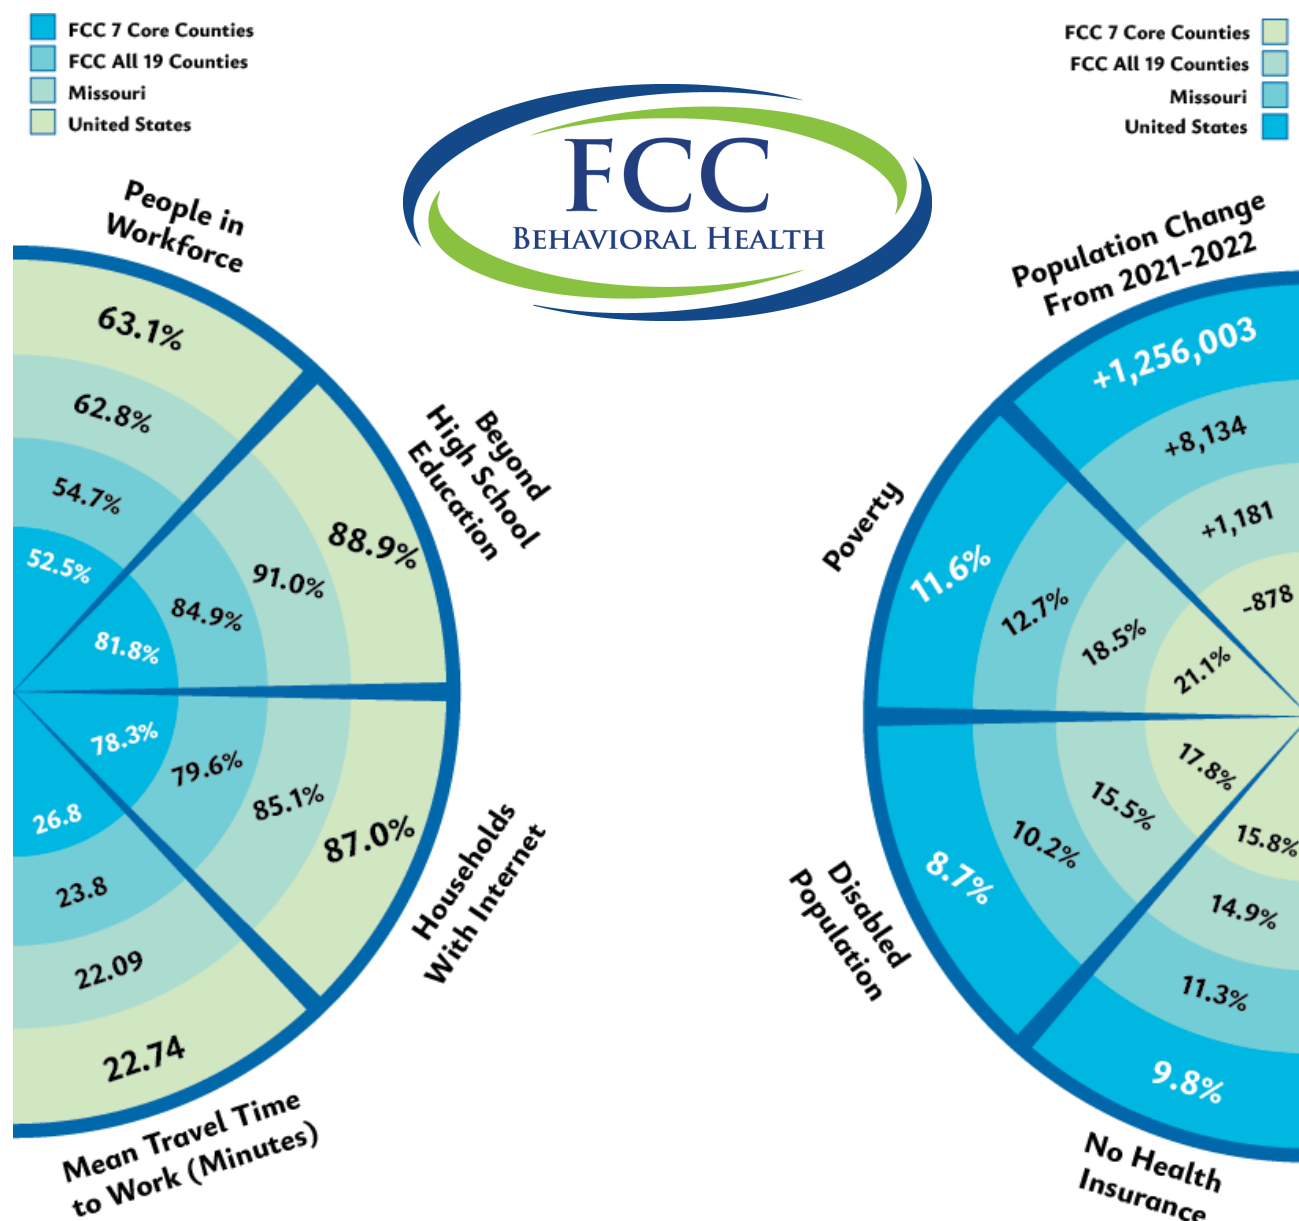 FCC 7 Core Counties
FCC All 19 Counties
Missouri
United States
FCC 7 Core Counties
FCC All 19 Counties
Missouri
United States
FCC
BEHAVIORAL HEALTH
People in
Workforce
63.1%
62.8%
54.7%
52.5%
Beyond
High School
Education
88.9%
91.0%
84.9%
81.8%
Households
With Internet
78.3%
79.6%
85.1%
87.0%
Mean Travel Time
to Work (Minutes)
26.8
23.8
22.09
22.74
Population Change
From 2021-2022
+1,256,003
+8,134
+1,181
-878
Poverty
11.6%
12.7%
18.5%
21.1%
Disabled
Population
8.7%
10.2%
15.5%
17.8%
No Health
Insurance
15.8%
14.9%
11.3%
9.8%